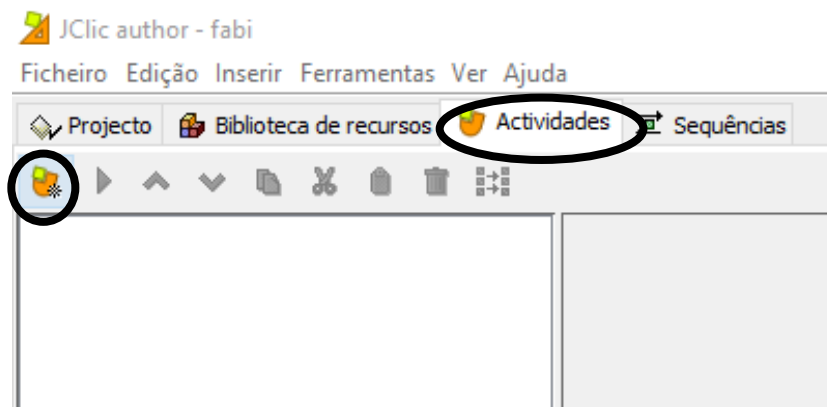 JClic author - fabi
Ficheiro Edição Inserir Ferramentas Ver Ajuda
Projecto Biblioteca de recursos Actividades Sequências